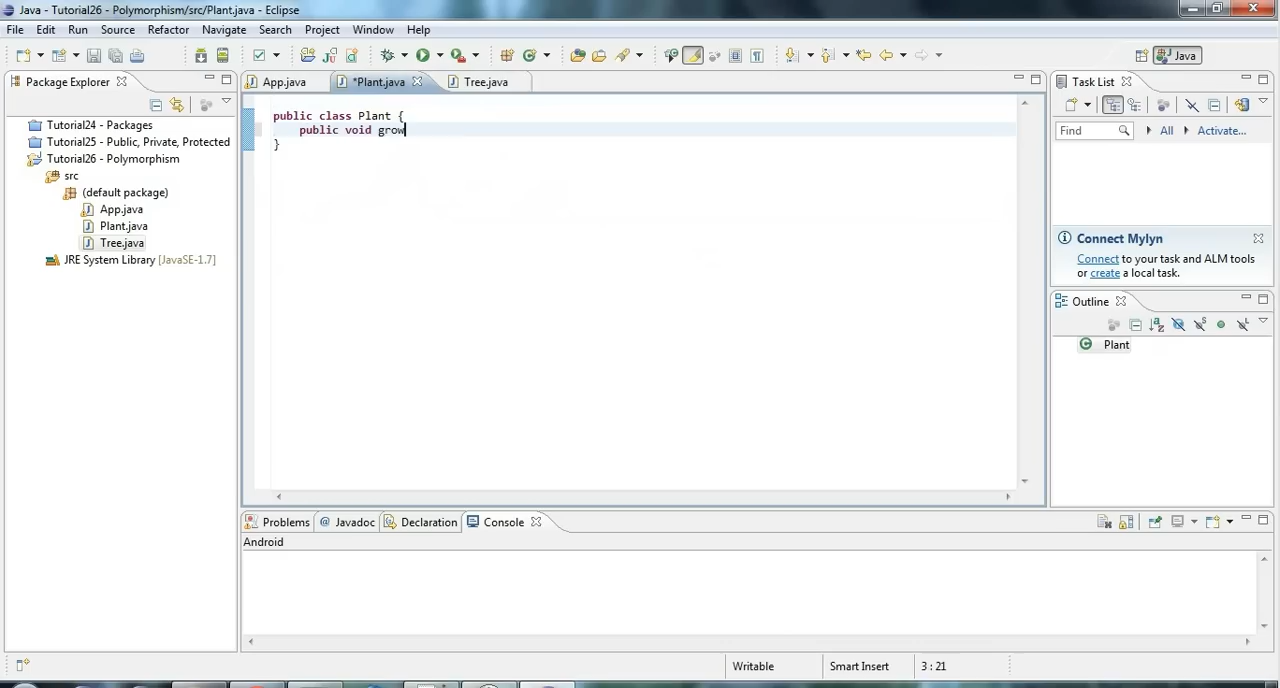 Java - Tutorial26 - Polymorphism/src/Plant.java - Eclipse
File Edit Run Source Refactor Navigate Search Project Window Help
Java
Package Explorer
App.java *Plant.java Tree.java
Task List
Tutorial24 - Packages
Tutorial25 - Public, Private, Protected
Tutorial26 - Polymorphism
src
(default package)
App.java
Plant.java
Tree.java
JRE System Library [JavaSE-1.7]
public class Plant {
public void grow
}
Find All Activate...
Connect Mylyn
Connect to your task and ALM tools
or create a local task.
Outline
Plant
Problems @ Javadoc Declaration Console
Android
Writable Smart Insert 3 : 21